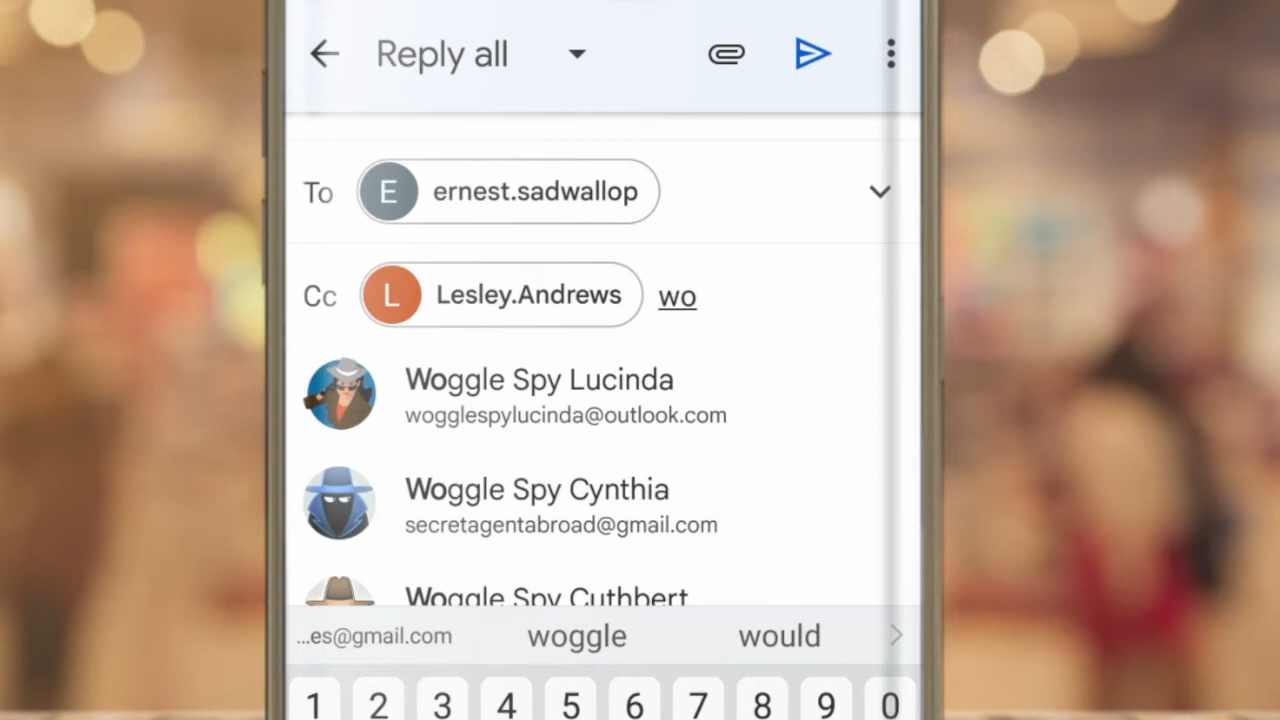 Reply all
To E ernest.sadwallop
Cc L Lesley.Andrews wo
Woggle Spy Lucinda
wogglespylucinda@outlook.com
Woggle Spy Cynthia
secretagentabroad@gmail.com
Woggle Spy Cuthbert
...es@gmail.com woggle would
1 2 3 4 5 6 7 8 9 0